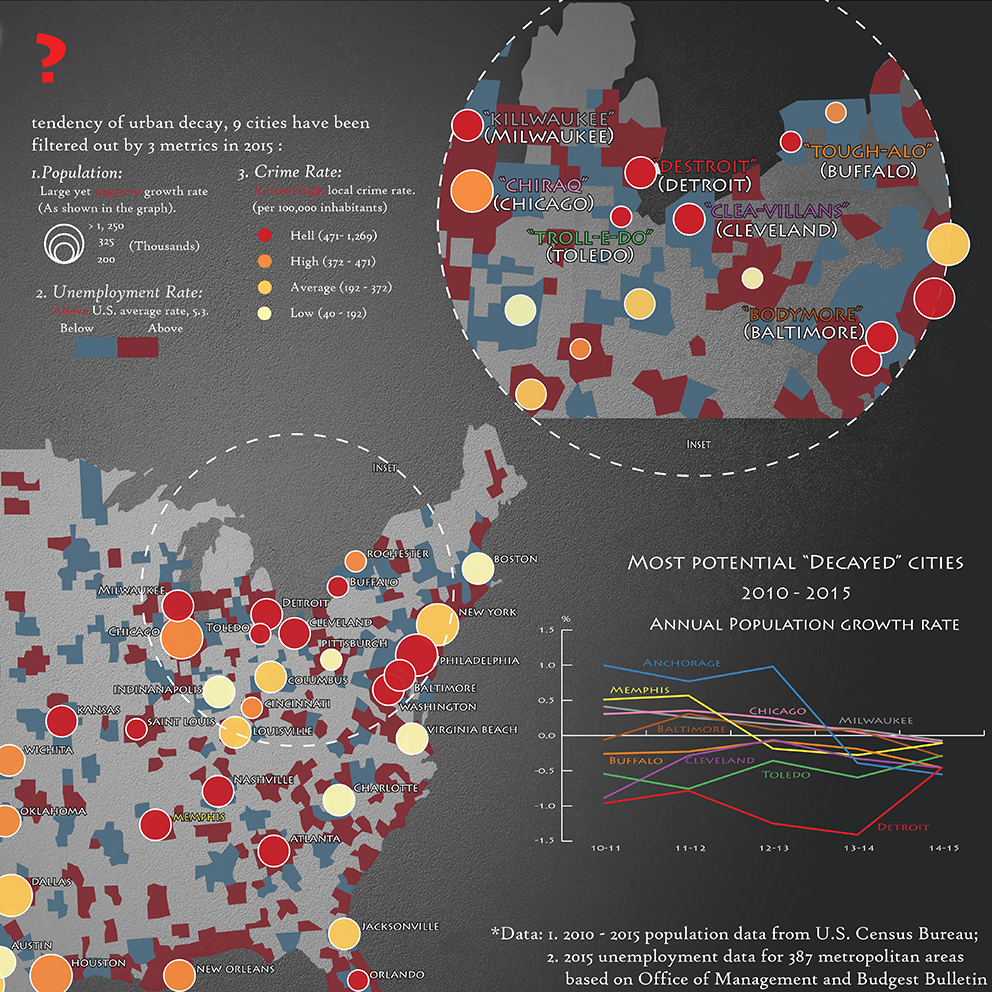 ?
tendency of urban decay, 9 cities have been
filtered out by 3 metrics in 2015 :
1.Population:
Large yet negative growth rate
(As shown in the graph).
> 1, 250
325
200
(Thousands)
2. Unemployment Rate:
Above U.S. average rate, 5.3.
Below Above
3. Crime Rate:
local crime rate.
(per 100,000 inhabitants)
Hell (471- 1,269)
High (372 - 471)
Average (192 - 372)
Low (40 - 192)
"KILLWAUKEE"
(MILWAUKEE)
"CHIRAQ"
(CHICAGO)
"DESTROIT"
(DETROIT)
"TOUGH-ALO"
(BUFFALO)
"CLEA-VILLANS"
(CLEVELAND)
"TROLL-E-DO"
(TOLEDO)
"BODYMORE"
(BALTIMORE)
INSET
INSET
ROCHESTER
BOSTON
BUFFALO
MILWAUKEE
DETROIT
NEW YORK
CHICAGO
TOLEDO
CLEVELAND
PITTSBURGH
PHILADELPHIA
COLUMBUS
INDINANAPOLIS
BALTIMORE
CINCINNATI
WASHINGTON
KANSAS
SAINT LOUIS
LOUISVILLE
VIRGINIA BEACH
WICHITA
NASHVILLE
CHARLOTTE
OKLAHOMA
MEMPHIS
ATLANTA
DALLAS
JACKSONVILLE
AUSTIN
HOUSTON
NEW ORLEANS
ORLANDO
MOST POTENTIAL "DECAYED" CITIES
2010 - 2015
ANNUAL POPULATION GROWTH RATE
%
1.5
1.0
0.5
0.0
-0.5
-1.0
-1.5
ANCHORAGE
MEMPHIS
CHICAGO
MILWAUKEE
BALTIMORE
BUFFALO
CLEVELAND
TOLEDO
DETROIT
10-11 11-12 12-13 13-14 14-15
*Data: 1. 2010 - 2015 population data from U.S. Census Bureau;
2. 2015 unemployment data for 387 metropolitan areas
based on Office of Management and Budgest Bulletin